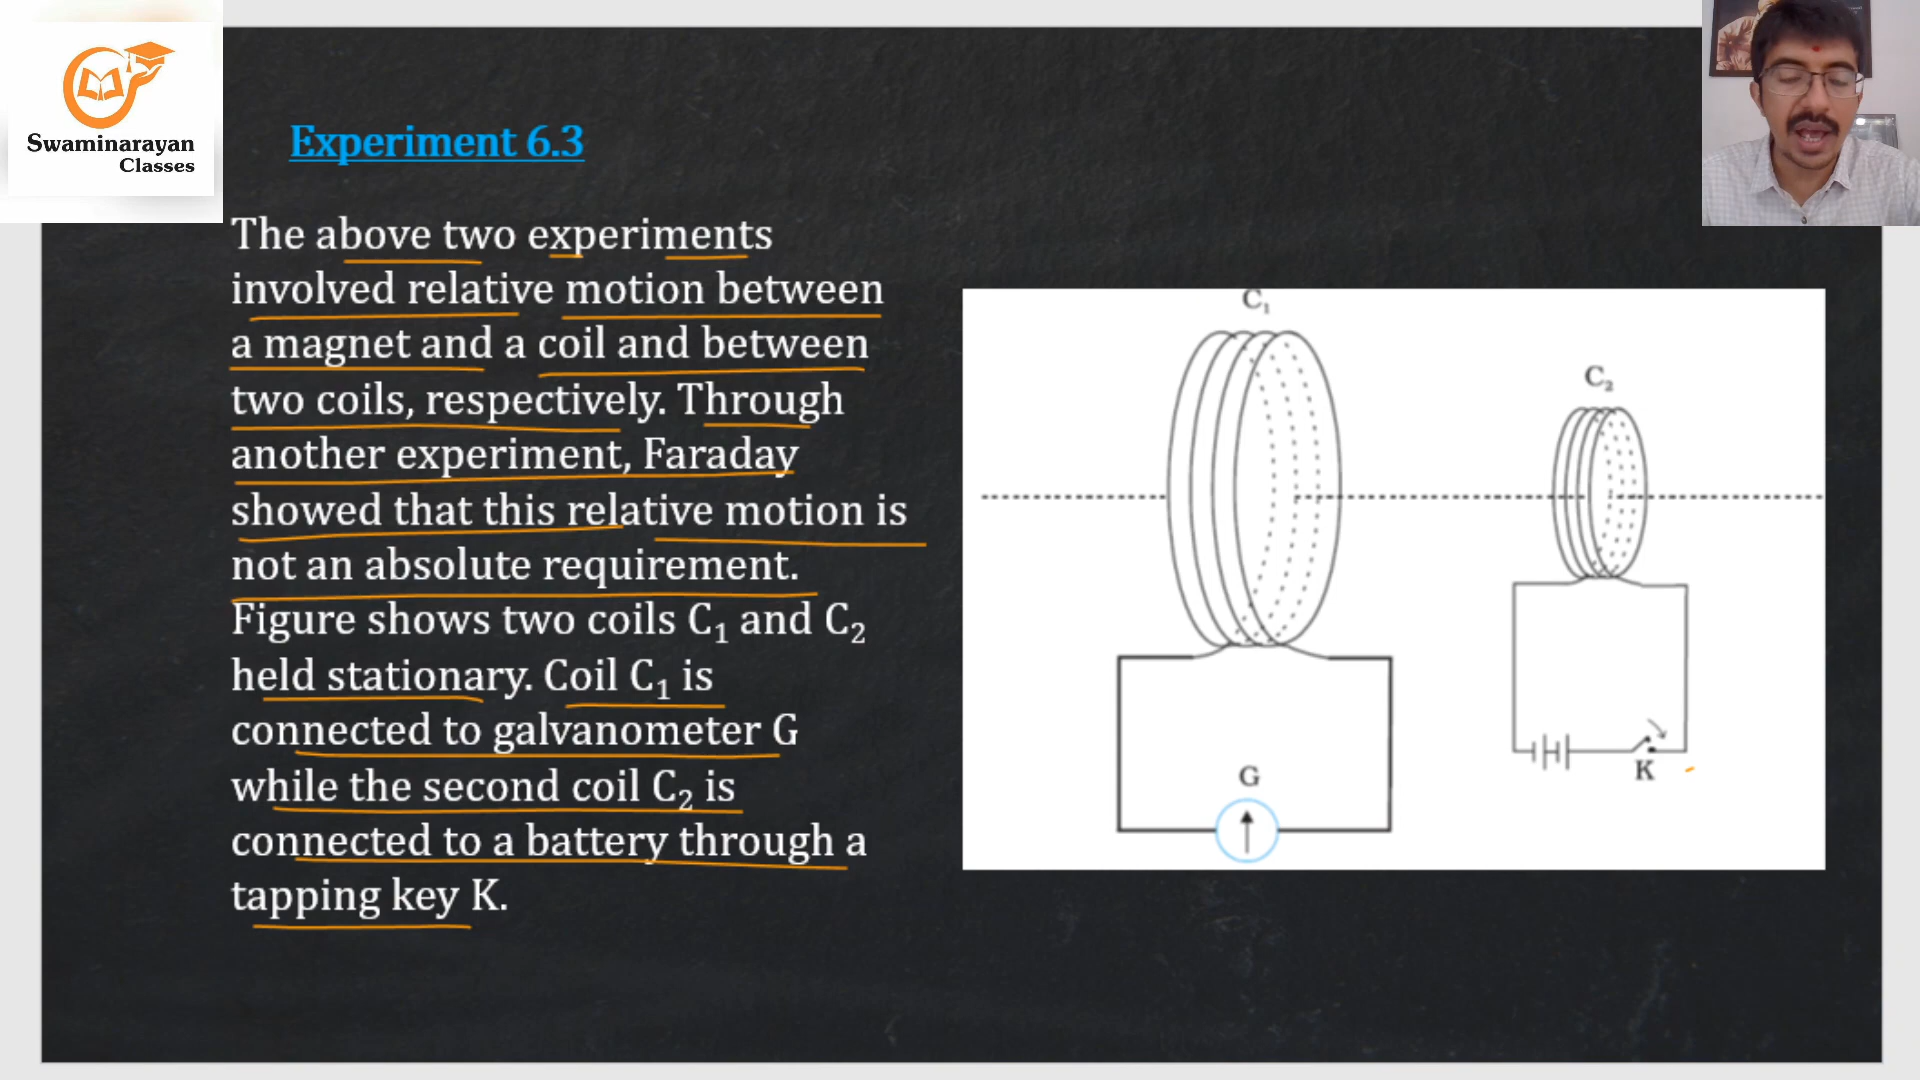 Swaminarayan
Classes
Experiment 6.3
The above two experiments
involved relative motion between
a magnet and a coil and between
two coils, respectively. Through
another experiment, Faraday
showed that this relative motion is
not an absolute requirement.
Figure shows two coils C₁ and C₂
held stationary. Coil C₁ is
connected to galvanometer G
while the second coil C₂ is
connected to a battery through a
tapping key K.
C₁
C₂
G
K